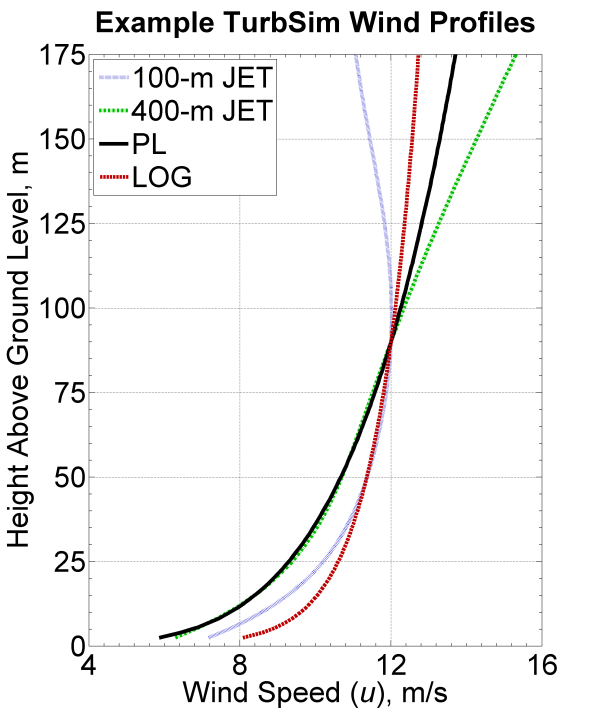 Example TurbSim Wind Profiles
175
150
125
100
75
50
25
0
Height Above Ground Level, m
100-m JET
400-m JET
PL
LOG
4 8 12 16
Wind Speed (u), m/s